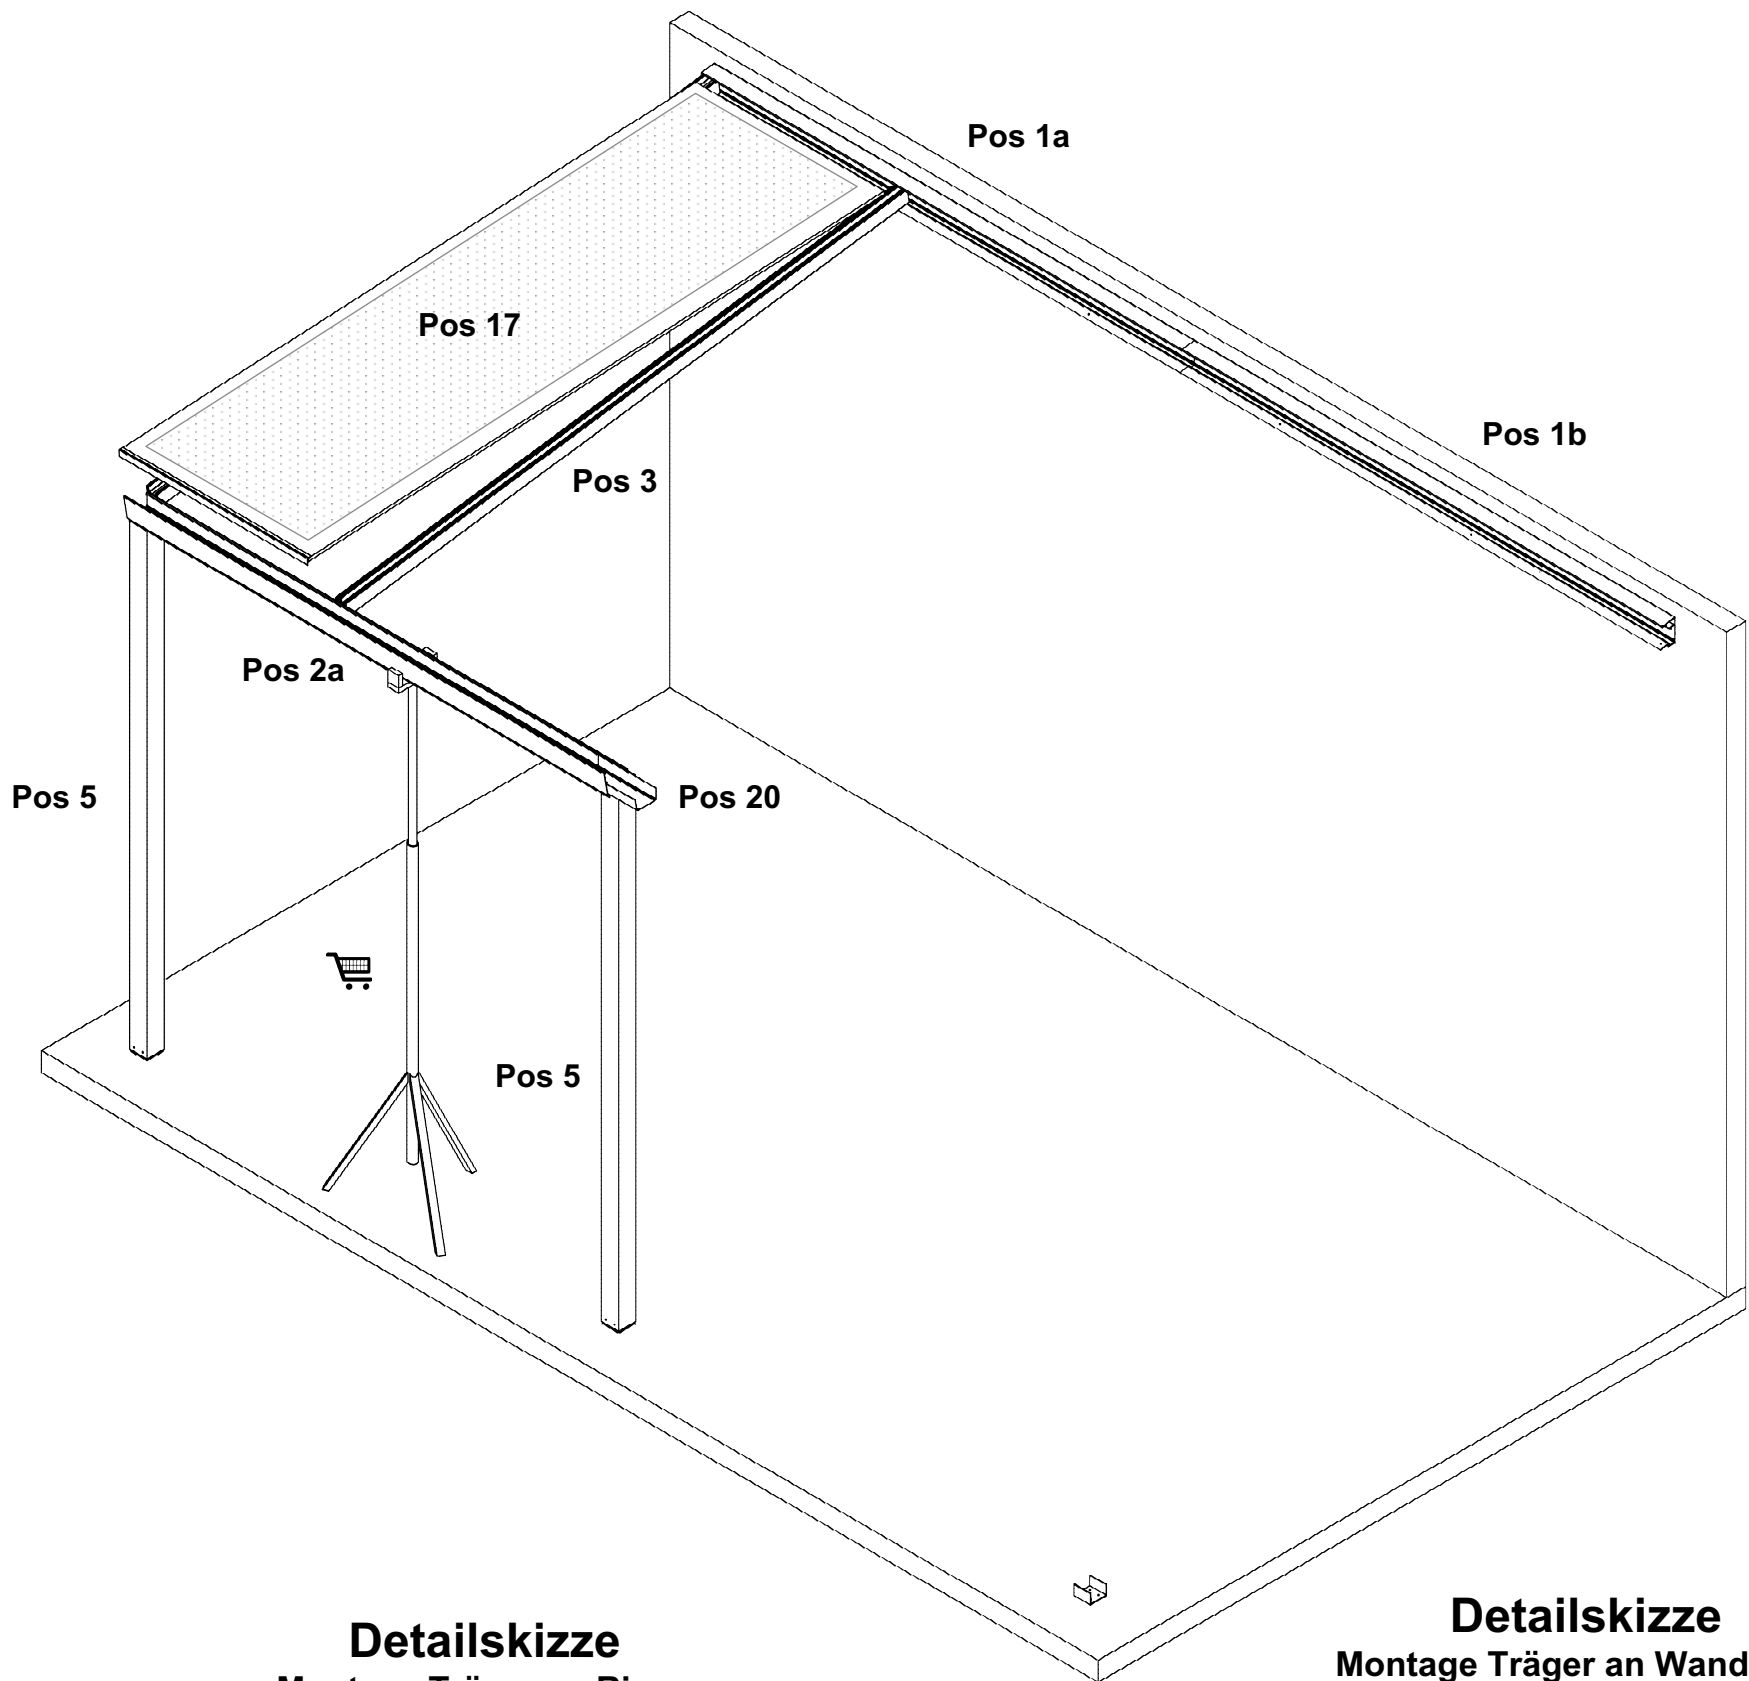 Pos 1a
Pos 17
Pos 1b
Pos 3
Pos 2a
Pos 5
Pos 20
Pos 5
Detailskizze
Detailskizze
Montage Träger an Wand